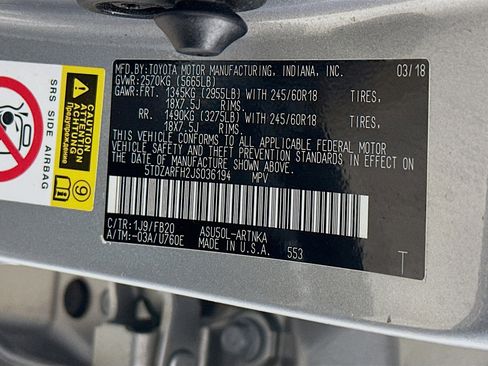 MFD.BY:TOYOTA MOTOR MANUFACTURING, INDIANA, INC. 03/18
GVWR: 2570KG (5665LB)
GAWR:FRT. 1345KG (2955LB) WITH 245/60R18 TIRES,
18X7.5J RIMS,
RR. 1490KG (3275LB) WITH 245/60R18 TIRES,
18X7.5J RIMS.
THIS VEHICLE CONFORMS TO ALL APPLICABLE FEDERAL MOTOR
VEHICLE SAFETY AND THEFT PREVENTION STANDARDS IN EFFECT
ON THE DATE OF MANUFACTURE SHOWN ABOVE.
5TDZARFH2JS036194 MPV
C/TR:1J9/FB20 ASU50L-ARTNKA
A/TM:-03A/U760E MADE IN U.S.A. 553
T
SRS SIDE AIRBAG
CAUTION
ATTENTION
Предупреждение